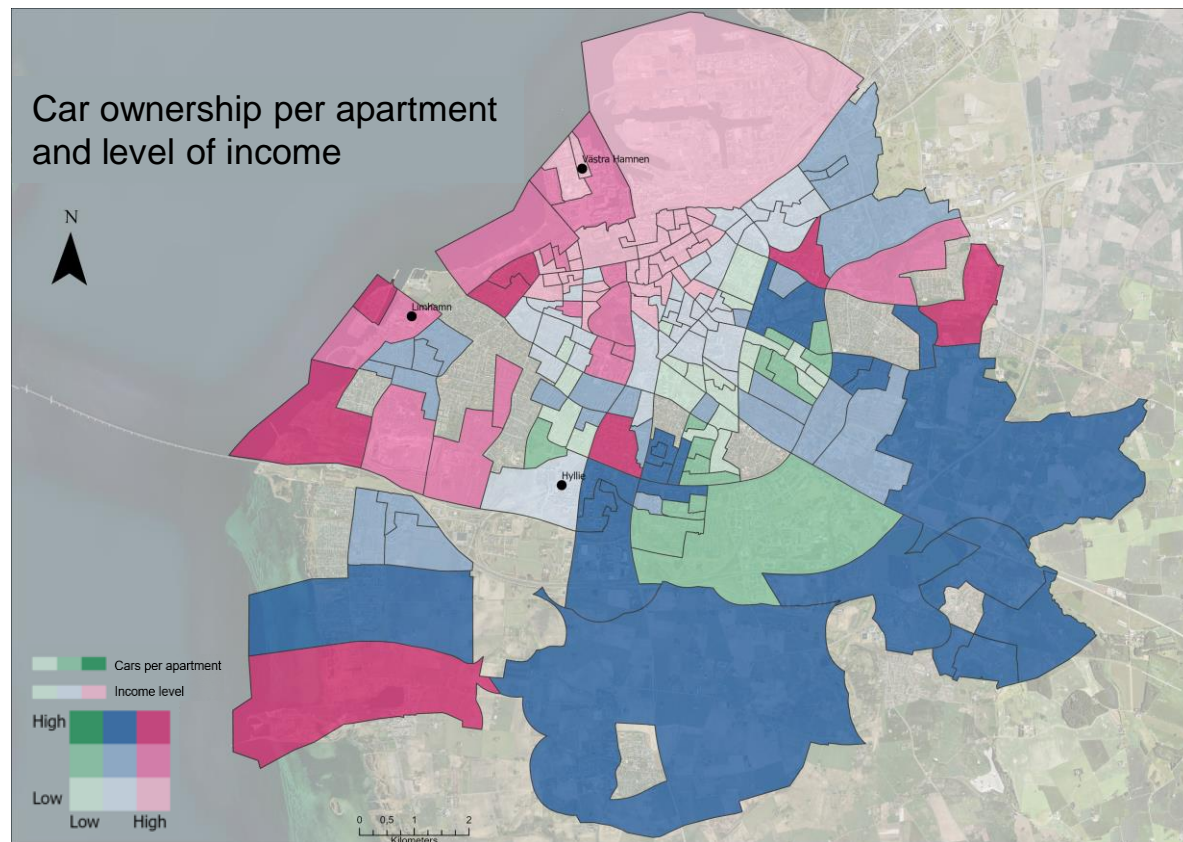 Car ownership per apartment
and level of income
N
Västra Hamnen
Limhamn
Hyllie
Cars per apartment
Income level
High
Low
Low High
0 0,5 1 2
Kilometers